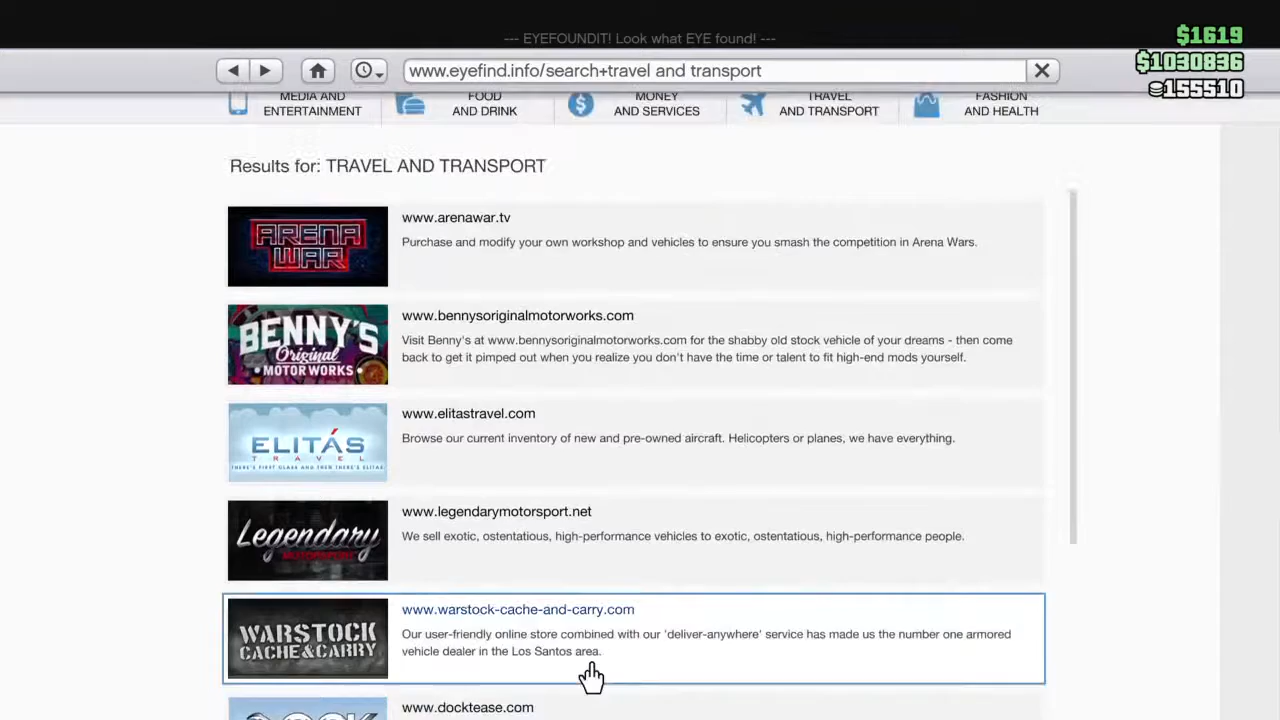 --- EYEFOUNDIT! Look what EYE found! ---
$1619
$1030836
155510
www.eyefind.info/search+travel and transport
MEDIA AND
ENTERTAINMENT
FOOD
AND DRINK
MONEY
AND SERVICES
TRAVEL
AND TRANSPORT
FASHION
AND HEALTH
Results for: TRAVEL AND TRANSPORT
ARENA
WAR
www.arenawar.tv
Purchase and modify your own workshop and vehicles to ensure you smash the competition in Arena Wars.
BENNY'S
Original
• MOTOR WORKS •
www.bennysoriginalmotorworks.com
Visit Benny's at www.bennysoriginalmotorworks.com for the shabby old stock vehicle of your dreams - then come
back to get it pimped out when you realize you don't have the time or talent to fit high-end mods yourself.
ELITÁS
TRAVEL
THERE'S FIRST CLASS AND THEN THERE'S ELITÁS
www.elitastravel.com
Browse our current inventory of new and pre-owned aircraft. Helicopters or planes, we have everything.
Legendary
MOTORSPORT
www.legendarymotorsport.net
We sell exotic, ostentatious, high-performance vehicles to exotic, ostentatious, high-performance people.
WARSTOCK
CACHE&CARRY
www.warstock-cache-and-carry.com
Our user-friendly online store combined with our 'deliver-anywhere' service has made us the number one armored
vehicle dealer in the Los Santos area.
DOCK
www.docktease.com